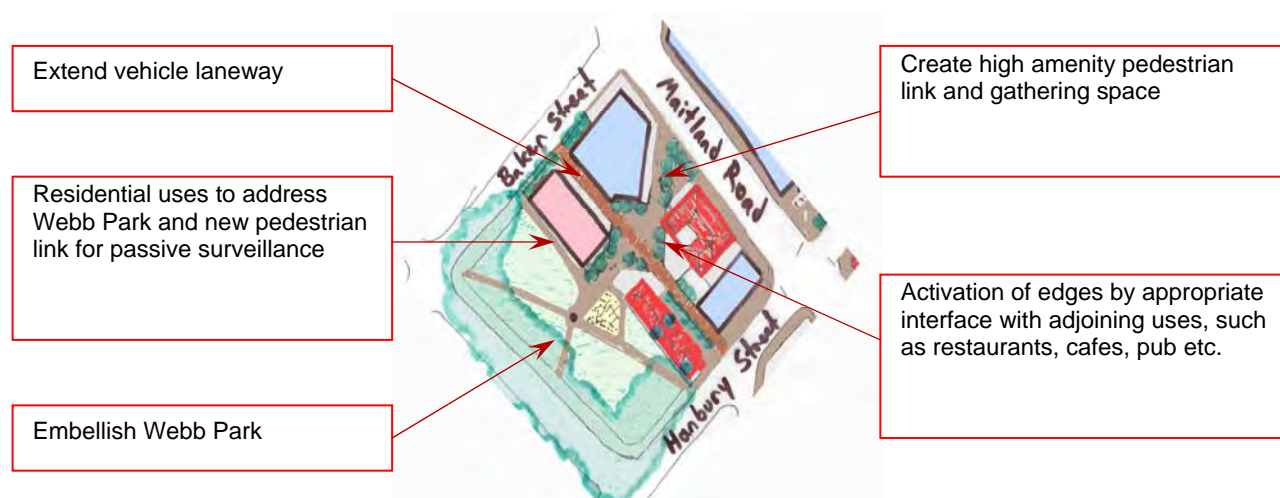 Extend vehicle laneway
Residential uses to address
Webb Park and new pedestrian
link for passive surveillance
Embellish Webb Park
Baker Street
Maitland Road
Hanbury Street
Create high amenity pedestrian
link and gathering space
Activation of edges by appropriate
interface with adjoining uses, such
as restaurants, cafes, pub etc.